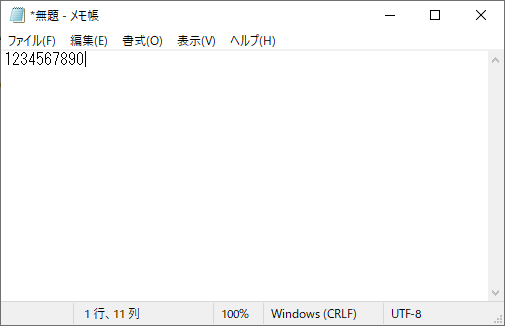 *無題 - メモ帳
ファイル(F) 編集(E) 書式(O) 表示(V) ヘルプ(H)
1234567890
1 行、11 列 100% Windows (CRLF) UTF-8